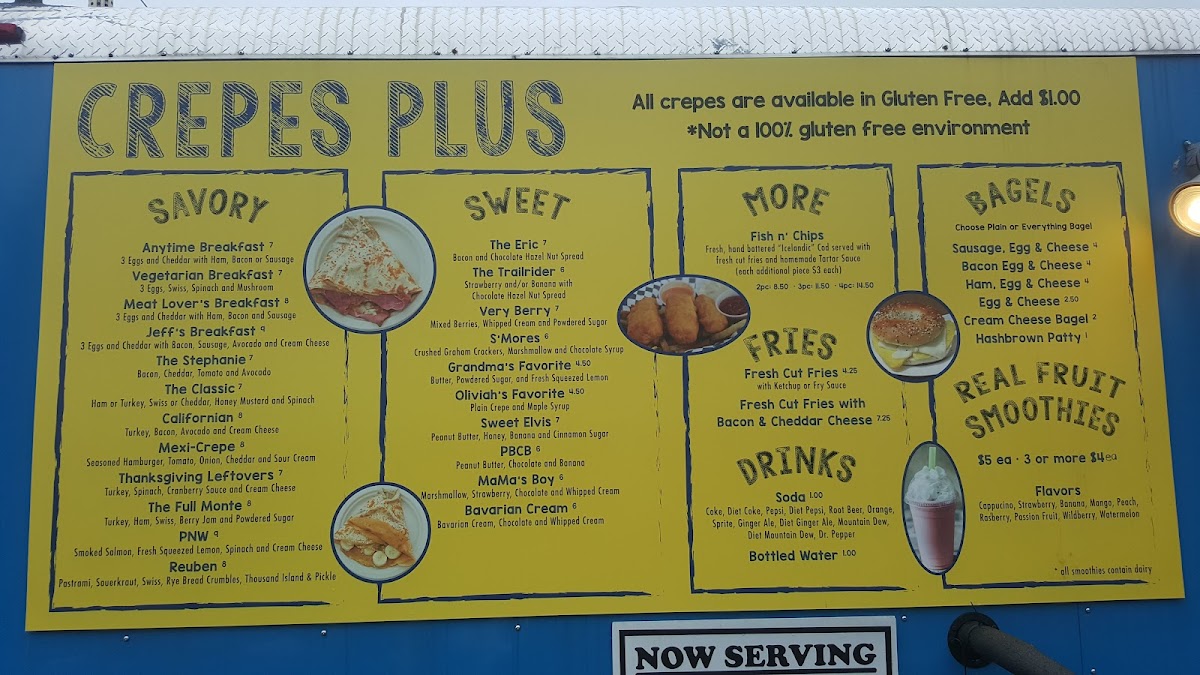 CREPES PLUS
All crepes are available in Gluten Free, Add $1.00
*Not a 100% gluten free environment
SAVORY
Anytime Breakfast 7
3 Eggs and Cheddar with Ham, Bacon or Sausage
Vegetarian Breakfast 7
3 Eggs, Swiss, Spinach and Mushroom
Meat Lover's Breakfast 8
3 Eggs and Cheddar with Ham, Bacon and Sausage
Jeff's Breakfast 9
3 Eggs and Cheddar with Bacon, Sausage, Avocado and Cream Cheese
The Stephanie 7
Bacon, Cheddar, Tomato and Avocado
The Classic 7
Ham or Turkey, Swiss or Cheddar, Honey Mustard and Spinach
Californian 8
Turkey, Bacon, Avocado and Cream Cheese
Mexi-Crepe 8
Seasoned Hamburger, Tomato, Onion, Cheddar and Sour Cream
Thanksgiving Leftovers 7
Turkey, Spinach, Cranberry Sauce and Cream Cheese
The Full Monte 8
Turkey, Ham, Swiss, Berry Jam and Powdered Sugar
PNW 9
Smoked Salmon, Fresh Squeezed Lemon, Spinach and Cream Cheese
Reuben 8
Pastrami, Sauerkraut, Swiss, Rye Bread Crumbles, Thousand Island & Pickle
SWEET
The Eric 7
Bacon and Chocolate Hazel Nut Spread
The Trailrider 6
Strawberry and/or Banana with
Chocolate Hazel Nut Spread
Very Berry 7
Mixed Berries, Whipped Cream and Powdered Sugar
S'Mores 6
Crushed Graham Crackers, Marshmallow and Chocolate Syrup
Grandma's Favorite 4.50
Butter, Powdered Sugar, and Fresh Squeezed Lemon
Oliviah's Favorite 4.50
Plain Crepe and Maple Syrup
Sweet Elvis 7
Peanut Butter, Honey, Banana and Cinnamon Sugar
PBCB 6
Peanut Butter, Chocolate and Banana
MaMa's Boy 6
Marshmallow, Strawberry, Chocolate and Whipped Cream
Bavarian Cream 6
Bavarian Cream, Chocolate and Whipped Cream
MORE
Fish n' Chips
Fresh, hand battered "Icelandic" Cod served with
fresh cut fries and homemade Tartar Sauce
(each additional piece $3 each)
2pc: 8.50 · 3pc: 11.50 · 4pc: 14.50
FRIES
Fresh Cut Fries 4.25
with Ketchup or Fry Sauce
Fresh Cut Fries with
Bacon & Cheddar Cheese 7.25
DRINKS
Soda 1.00
Coke, Diet Coke, Pepsi, Diet Pepsi, Root Beer, Orange,
Sprite, Ginger Ale, Diet Ginger Ale, Mountain Dew,
Diet Mountain Dew, Dr. Pepper
Bottled Water 1.00
BAGELS
Choose Plain or Everything Bagel
Sausage, Egg & Cheese 4
Bacon Egg & Cheese 4
Ham, Egg & Cheese 4
Egg & Cheese 2.50
Cream Cheese Bagel 2
Hashbrown Patty 1
REAL FRUIT
SMOOTHIES
$5 ea · 3 or more $4ea
Flavors
Cappucino, Strawberry, Banana, Mango, Peach,
Rasberry, Passion Fruit, Wildberry, Watermelon
* all smoothies contain dairy
NOW SERVING